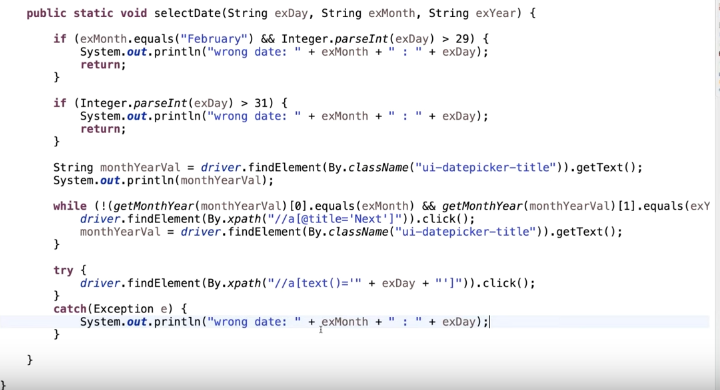 public static void selectDate(String exDay, String exMonth, String exYear) {
if (exMonth.equals("February") && Integer.parseInt(exDay) > 29) {
System.out.println("wrong date: " + exMonth + " : " + exDay);
return;
}
if (Integer.parseInt(exDay) > 31) {
System.out.println("wrong date: " + exMonth + " : " + exDay);
return;
}
String monthYearVal = driver.findElement(By.className("ui-datepicker-title")).getText();
System.out.println(monthYearVal);
while (!(getMonthYear(monthYearVal)[0].equals(exMonth) && getMonthYear(monthYearVal)[1].equals(exY
driver.findElement(By.xpath("//a[@title='Next']")).click();
monthYearVal = driver.findElement(By.className("ui-datepicker-title")).getText();
}
try {
driver.findElement(By.xpath("//a[text()='" + exDay + "']")).click();
}
catch(Exception e) {
System.out.println("wrong date: " + exMonth + " : " + exDay);
}
}
}